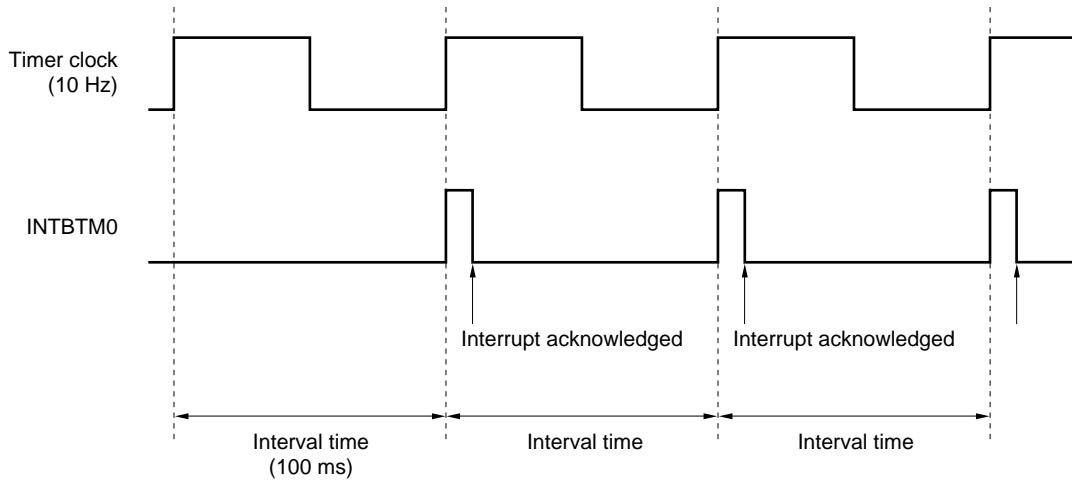 Timer clock
(10 Hz)
INTBTM0
Interrupt acknowledged
Interrupt acknowledged
Interval time
(100 ms)
Interval time
Interval time